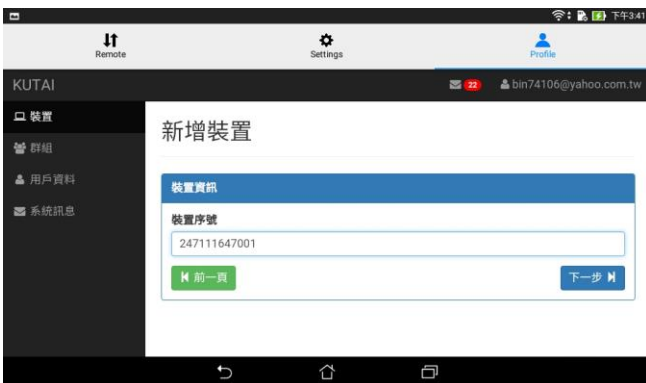 下午3:41
Remote
Settings
Profile
KUTAI
22
bin74106@yahoo.com.tw
裝置
群組
用戶資料
系統訊息
新增裝置
裝置資訊
裝置序號
247111647001
前一頁
下一步